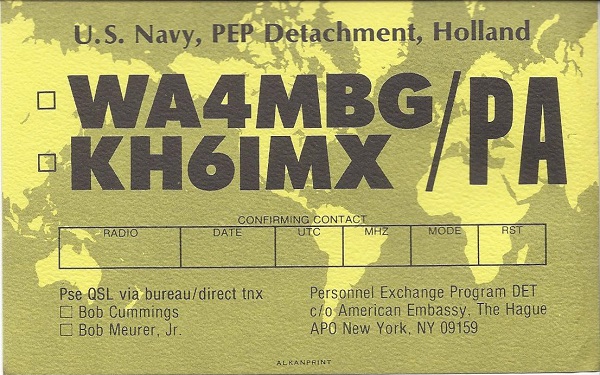 U.S. Navy, PEP Detachment, Holland
WA4MBG/PA
KH6IMX
CONFIRMING CONTACT
RADIO DATE UTC MHZ MODE RST
Pse QSL via bureau/direct tnx
Bob Cummings
Bob Meurer, Jr.
Personnel Exchange Program DET
c/o American Embassy, The Hague
APO New York, NY 09159
ALKANPRINT